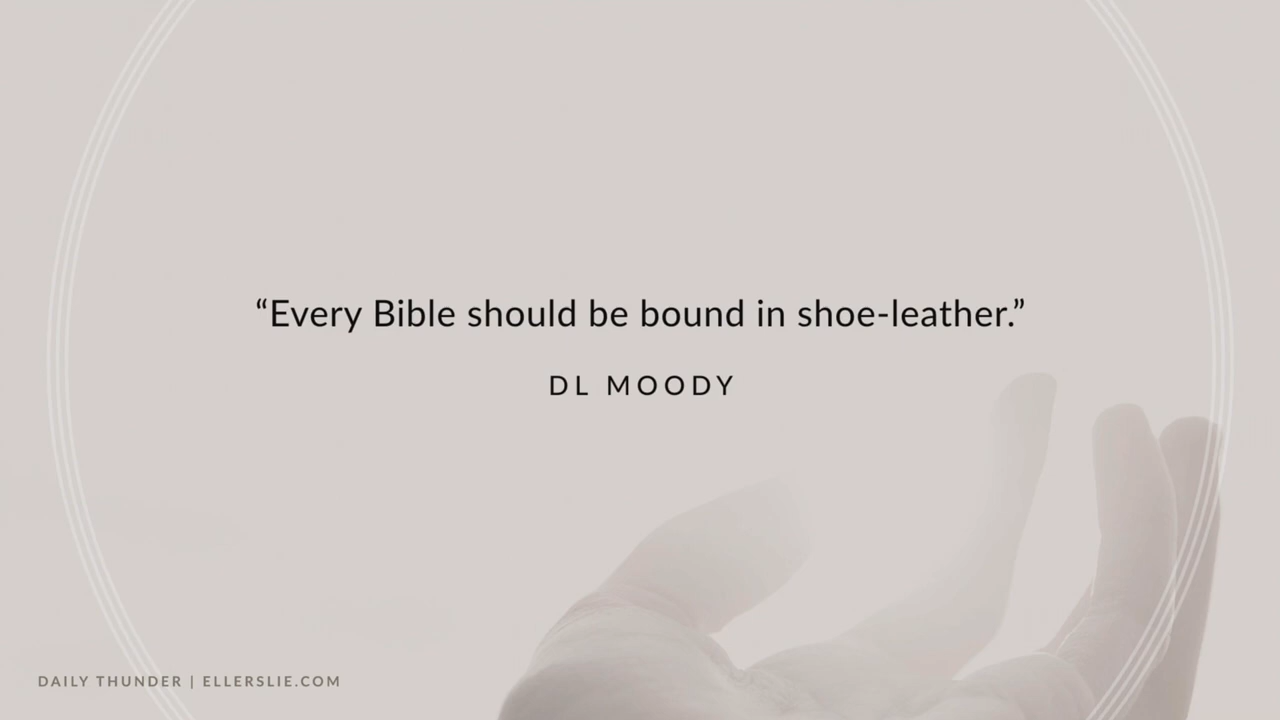 “Every Bible should be bound in shoe-leather.”
DL MOODY
DAILY THUNDER | ELLERSLIE.COM